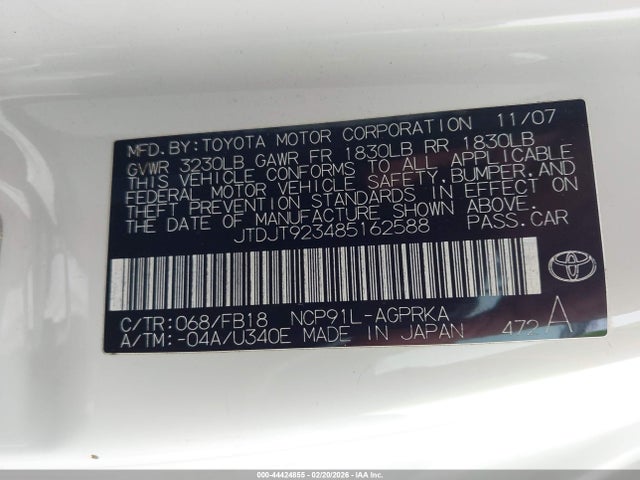 MFD. BY: TOYOTA MOTOR CORPORATION 11/07
GVWR 3230LB GAWR FR 1830LB RR 1830LB
THIS VEHICLE CONFORMS TO ALL APPLICABLE
FEDERAL MOTOR VEHICLE SAFETY, BUMPER, AND
THEFT PREVENTION STANDARDS IN EFFECT ON
THE DATE OF MANUFACTURE SHOWN ABOVE.
JTDJT923485162588 PASS. CAR
C/TR: 068/FB18 NCP91L-AGPRKA
A/TM: -04A/U340E MADE IN JAPAN 472 A
000-44424855 - 02/20/2026 - IAA Inc.